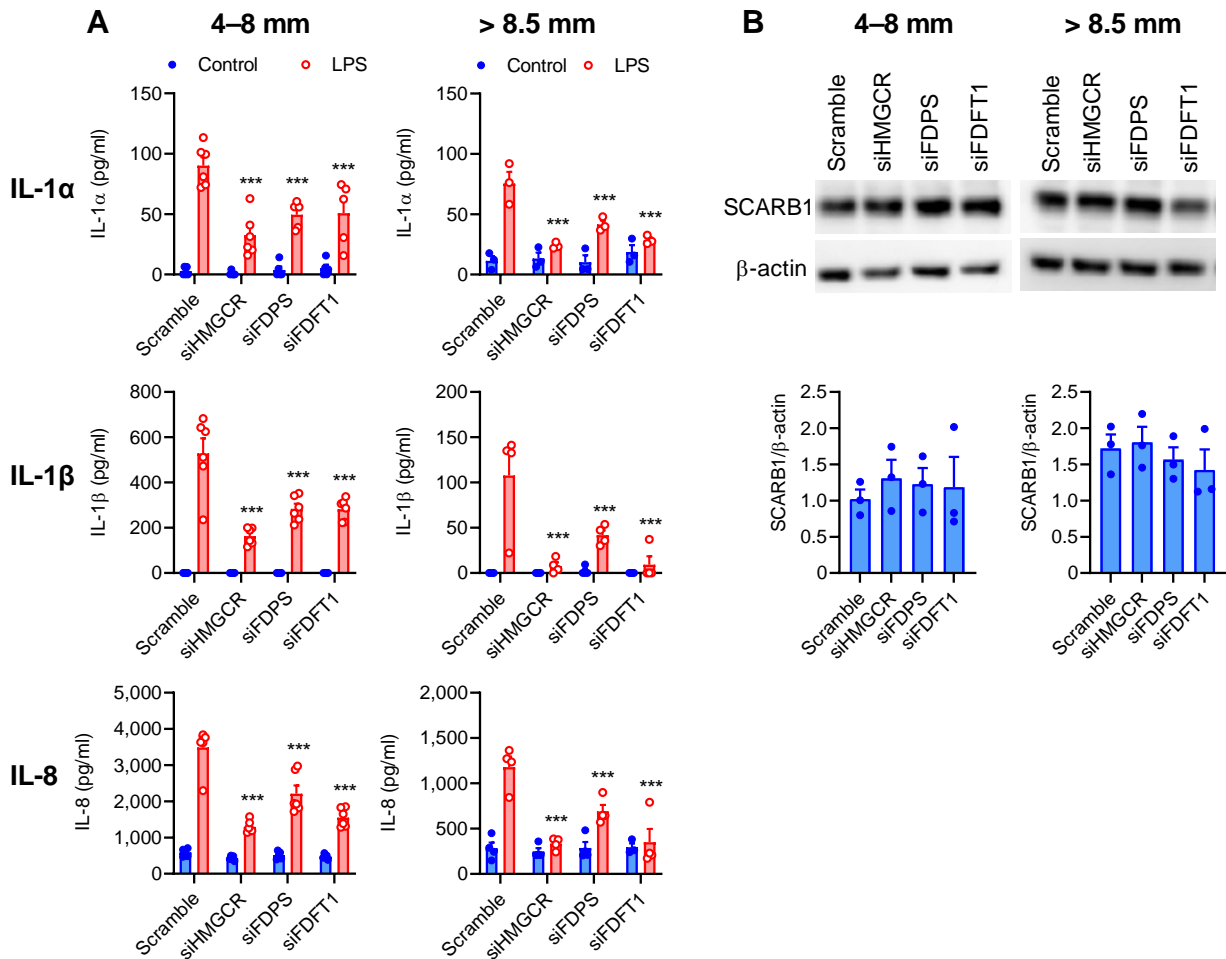 A 4–8 mm > 8.5 mm
Control LPS
Control LPS
IL-1α
IL-1α (pg/ml)
150
100
50
0
Scramble
siHMGCR
siFDPS
siFDFT1
***
***
***
IL-1α (pg/ml)
150
100
50
0
Scramble
siHMGCR
siFDPS
siFDFT1
***
***
***
IL-1β
IL-1β (pg/ml)
800
600
400
200
0
Scramble
siHMGCR
siFDPS
siFDFT1
***
***
***
IL-1β (pg/ml)
200
150
100
50
0
Scramble
siHMGCR
siFDPS
siFDFT1
***
***
***
IL-8
IL-8 (pg/ml)
5,000
4,000
3,000
2,000
1,000
0
Scramble
siHMGCR
siFDPS
siFDFT1
***
***
***
IL-8 (pg/ml)
2,000
1,500
1,000
500
0
Scramble
siHMGCR
siFDPS
siFDFT1
***
***
***
B 4–8 mm > 8.5 mm
Scramble
siHMGCR
siFDPS
siFDFT1
Scramble
siHMGCR
siFDPS
siFDFT1
SCARB1
β-actin
SCARB1/β-actin
2.5
2.0
1.5
1.0
0.5
0
Scramble
siHMGCR
siFDPS
siFDFT1
SCARB1/β-actin
2.5
2.0
1.5
1.0
0.5
0
Scramble
siHMGCR
siFDPS
siFDFT1